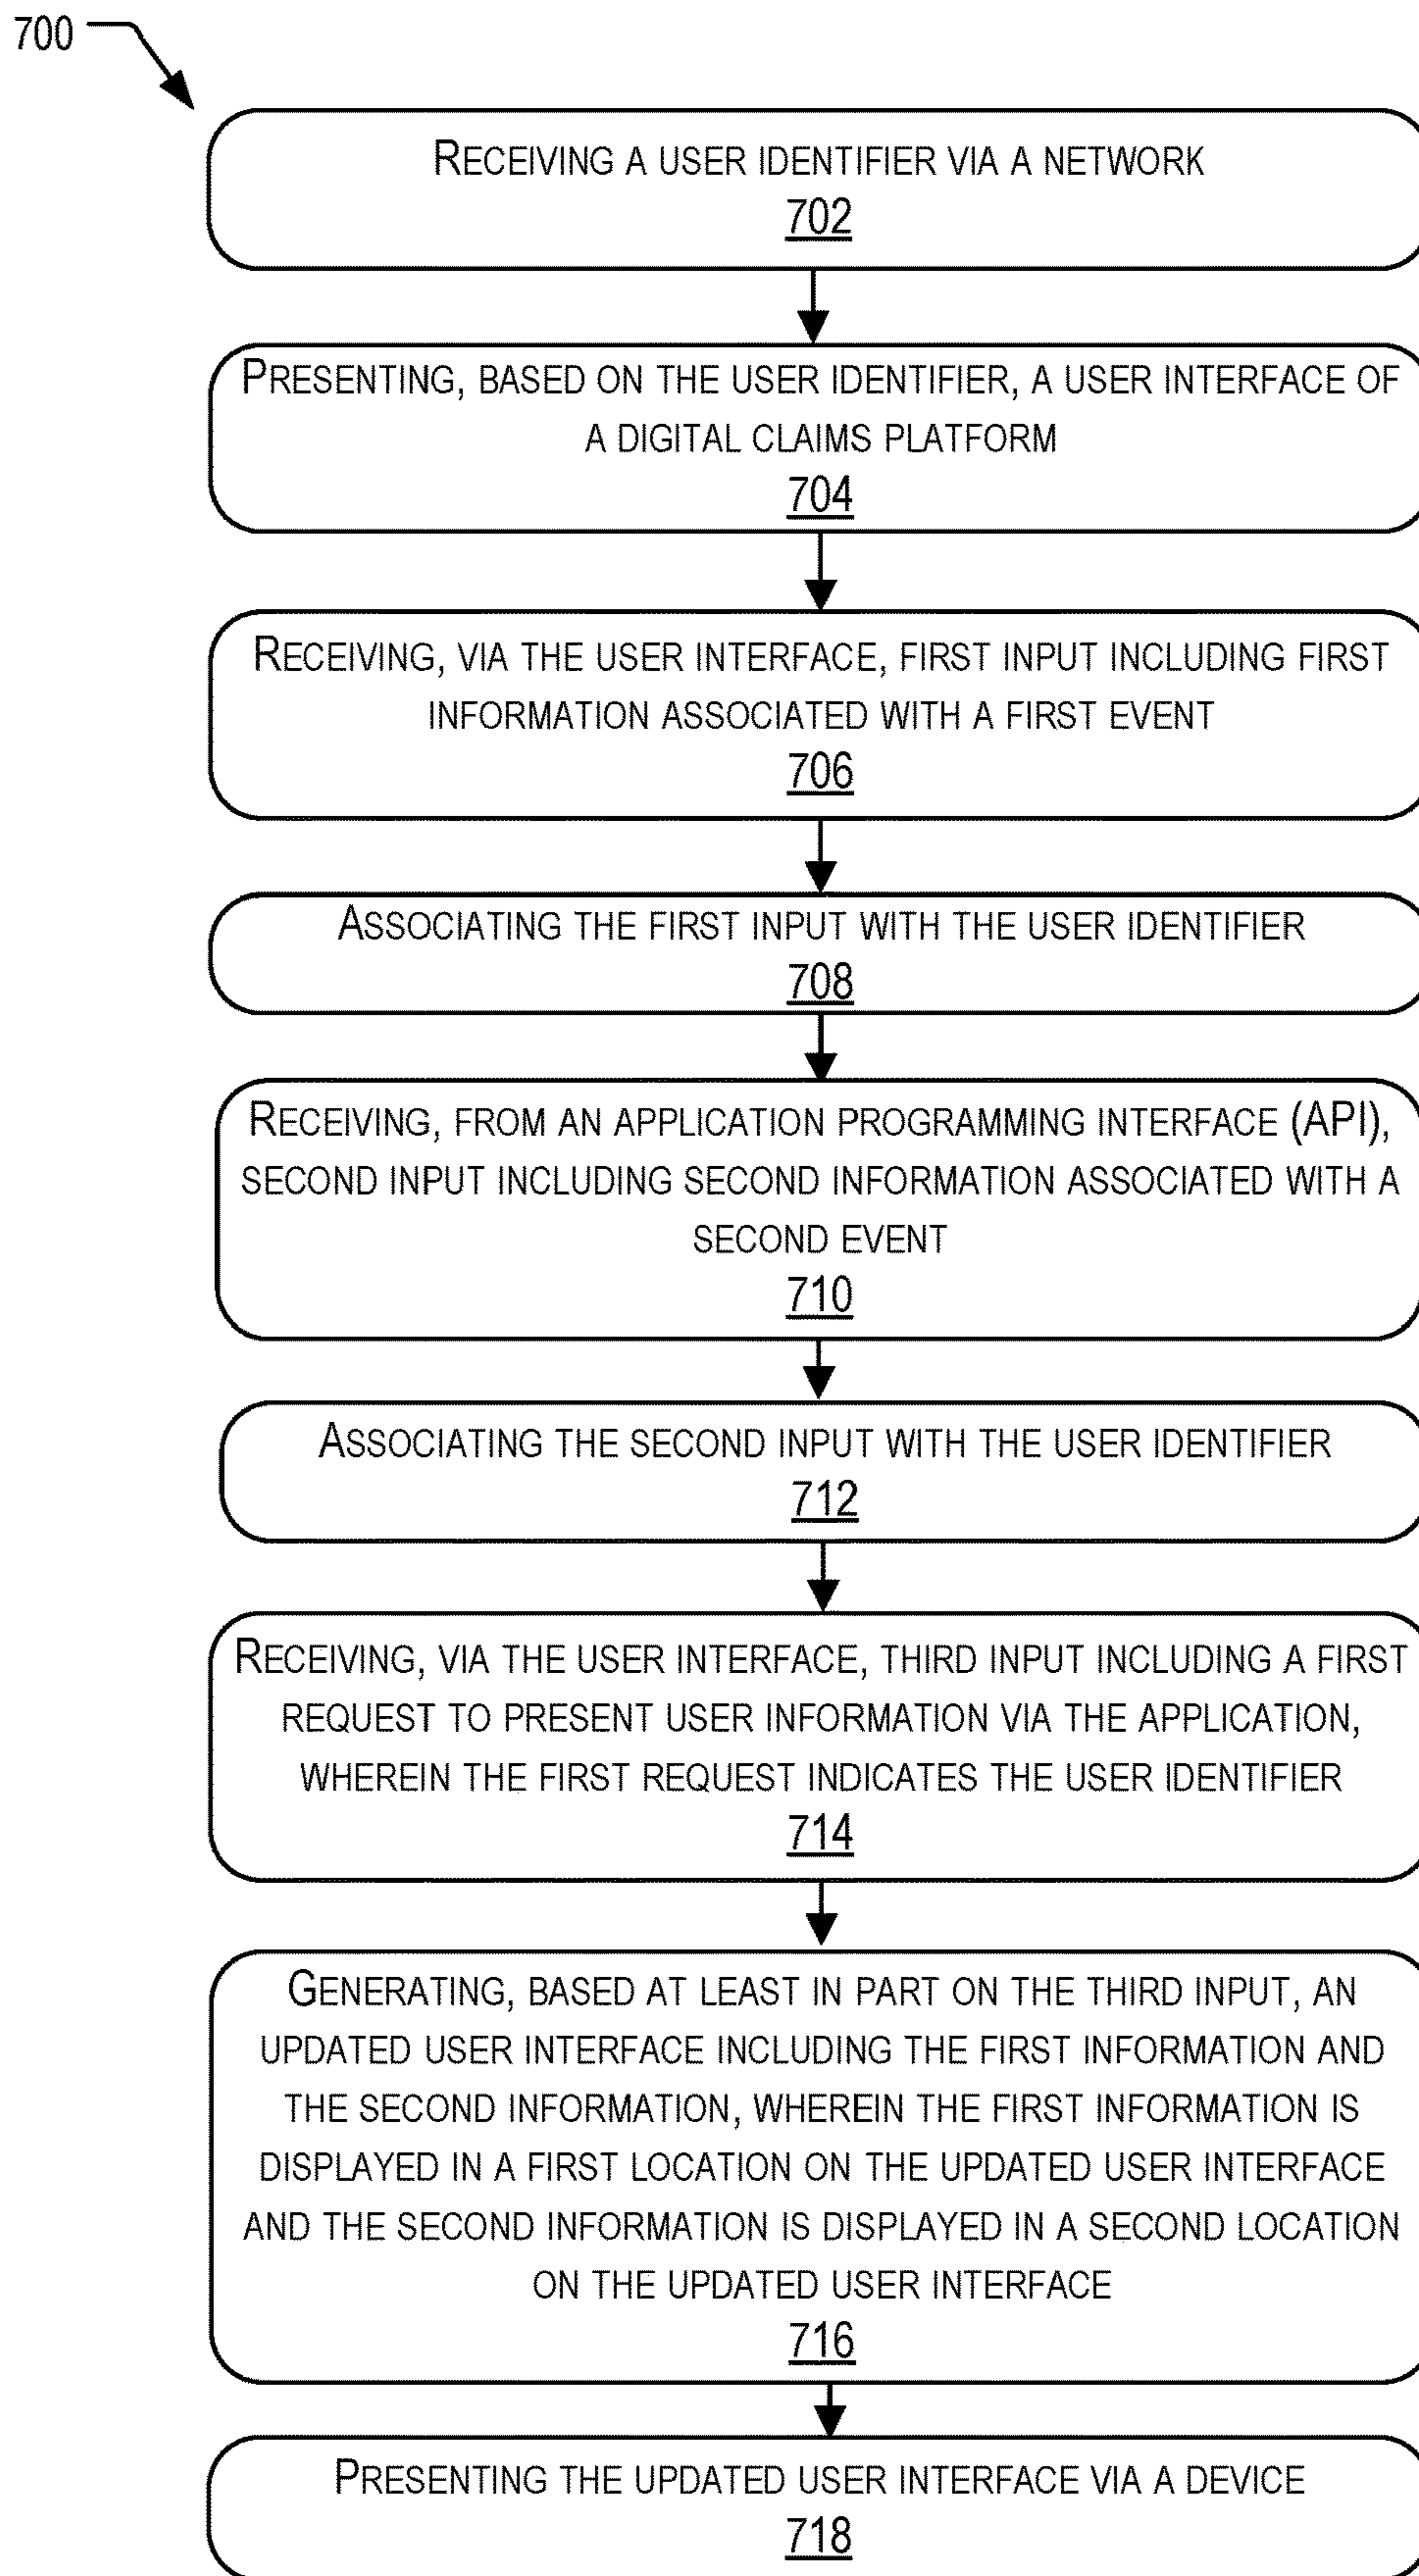 700
RECEIVING A USER IDENTIFIER VIA A NETWORK
702
PRESENTING, BASED ON THE USER IDENTIFIER, A USER INTERFACE OF
A DIGITAL CLAIMS PLATFORM
704
RECEIVING, VIA THE USER INTERFACE, FIRST INPUT INCLUDING FIRST
INFORMATION ASSOCIATED WITH A FIRST EVENT
706
ASSOCIATING THE FIRST INPUT WITH THE USER IDENTIFIER
708
RECEIVING, FROM AN APPLICATION PROGRAMMING INTERFACE (API),
SECOND INPUT INCLUDING SECOND INFORMATION ASSOCIATED WITH A
SECOND EVENT
710
ASSOCIATING THE SECOND INPUT WITH THE USER IDENTIFIER
712
RECEIVING, VIA THE USER INTERFACE, THIRD INPUT INCLUDING A FIRST
REQUEST TO PRESENT USER INFORMATION VIA THE APPLICATION,
WHEREIN THE FIRST REQUEST INDICATES THE USER IDENTIFIER
714
GENERATING, BASED AT LEAST IN PART ON THE THIRD INPUT, AN
UPDATED USER INTERFACE INCLUDING THE FIRST INFORMATION AND
THE SECOND INFORMATION, WHEREIN THE FIRST INFORMATION IS
DISPLAYED IN A FIRST LOCATION ON THE UPDATED USER INTERFACE
AND THE SECOND INFORMATION IS DISPLAYED IN A SECOND LOCATION
ON THE UPDATED USER INTERFACE
716
PRESENTING THE UPDATED USER INTERFACE VIA A DEVICE
718